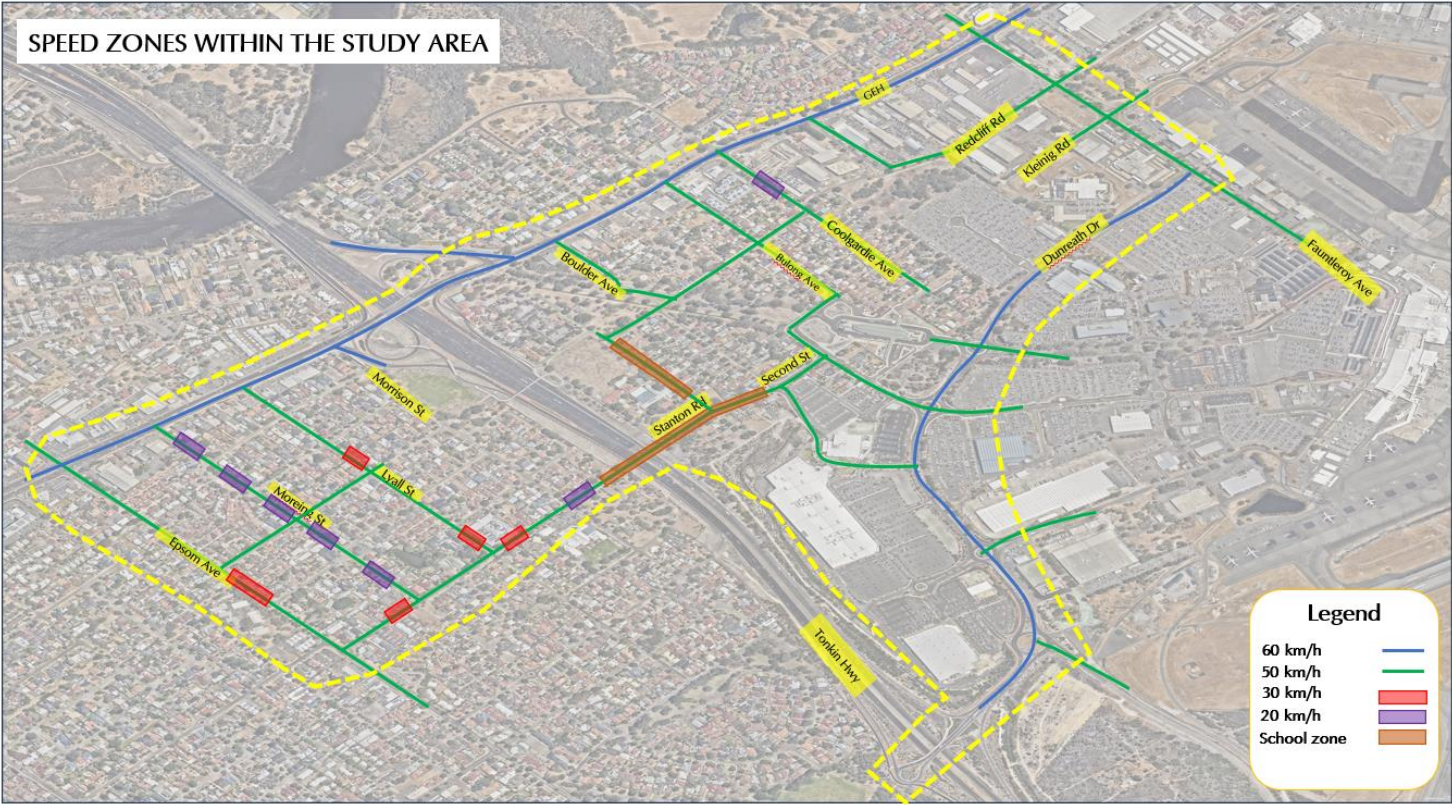 SPEED ZONES WITHIN THE STUDY AREA
GEH
Redcliff Rd
Kleinig Rd
Dunreath Dr
Fauntleroy Ave
Coolgardie Ave
Bulong Ave
Boulder Ave
Second St
Stanton Rd
Morrison St
Lyall St
Moreing St
Epsom Ave
Tonkin Hwy
Legend
60 km/h
50 km/h
30 km/h
20 km/h
School zone